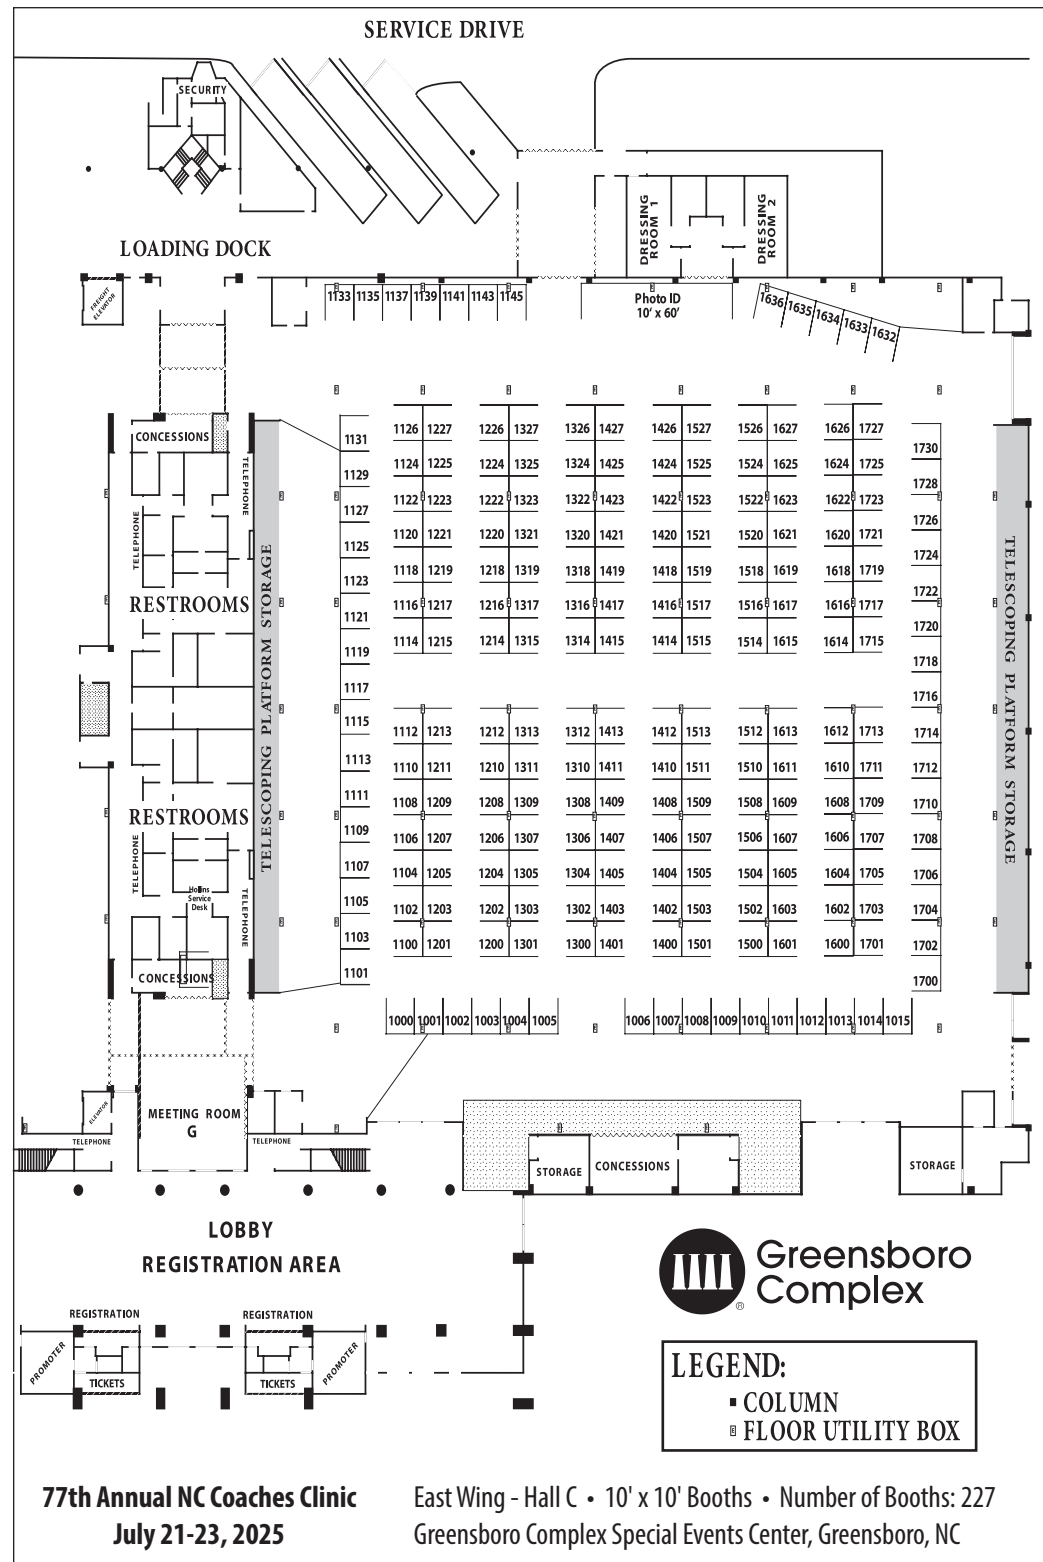 SERVICE DRIVE
SECURITY
DRESSING
ROOM 1
DRESSING
ROOM 2
LOADING DOCK
FREIGHT
ELEVATOR
1133 1135 1137 1139 1141 1143 1145
Photo ID
10' x 60'
1636 1635 1634 1633 1632
CONCESSIONS
TELEPHONE
TELEPHONE
RESTROOMS
TELESCOPING PLATFORM STORAGE
RESTROOMS
TELEPHONE
Hollins
Service
Desk
TELEPHONE
CONCESSIONS
1131
1129
1127
1125
1123
1121
1119
1117
1115
1113
1111
1109
1107
1105
1103
1101
1126 1227 1226 1327 1326 1427 1426 1527 1526 1627 1626 1727
1124 1225 1224 1325 1324 1425 1424 1525 1524 1625 1624 1725
1122 1223 1222 1323 1322 1423 1422 1523 1522 1623 1622 1723
1120 1221 1220 1321 1320 1421 1420 1521 1520 1621 1620 1721
1118 1219 1218 1319 1318 1419 1418 1519 1518 1619 1618 1719
1116 1217 1216 1317 1316 1417 1416 1517 1516 1617 1616 1717
1114 1215 1214 1315 1314 1415 1414 1515 1514 1615 1614 1715
1112 1213 1212 1313 1312 1413 1412 1513 1512 1613 1612 1713
1110 1211 1210 1311 1310 1411 1410 1511 1510 1611 1610 1711
1108 1209 1208 1309 1308 1409 1408 1509 1508 1609 1608 1709
1106 1207 1206 1307 1306 1407 1406 1507 1506 1607 1606 1707
1104 1205 1204 1305 1304 1405 1404 1505 1504 1605 1604 1705
1102 1203 1202 1303 1302 1403 1402 1503 1502 1603 1602 1703
1100 1201 1200 1301 1300 1401 1400 1501 1500 1601 1600 1701
1730
1728
1726
1724
1722
1720
1718
1716
1714
1712
1710
1708
1706
1704
1702
1700
TELESCOPING PLATFORM STORAGE
1000 1001 1002 1003 1004 1005
1006 1007 1008 1009 1010 1011 1012 1013 1014 1015
ELEVATOR
MEETING ROOM
G
TELEPHONE
TELEPHONE
STORAGE
CONCESSIONS
STORAGE
LOBBY
REGISTRATION AREA
REGISTRATION
REGISTRATION
PROMOTER
TICKETS
TICKETS
PROMOTER
Greensboro
Complex
®
LEGEND:
COLUMN
E FLOOR UTILITY BOX
77th Annual NC Coaches Clinic
July 21-23, 2025
East Wing - Hall C • 10' x 10' Booths • Number of Booths: 227
Greensboro Complex Special Events Center, Greensboro, NC